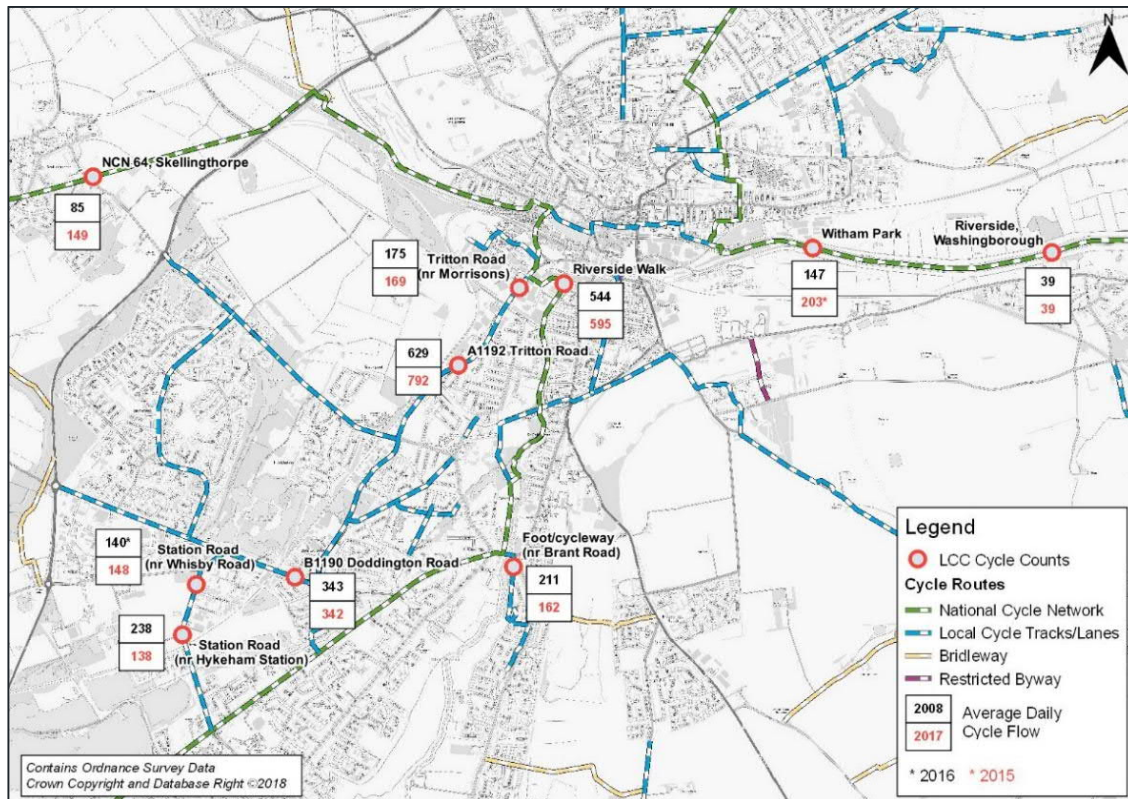 N
NCN 64, Skellingthorpe
85
149
Tritton Road
(nr Morrisons)
175
169
Riverside Walk
544
595
Witham Park
147
203*
Riverside,
Washingborough
39
39
A1192 Tritton Road
629
792
Station Road
(nr Whisby Road)
140*
148
B1190 Doddington Road
343
342
Foot/cycleway
(nr Brant Road)
211
162
Station Road
(nr Hykeham Station)
238
138
Legend
LCC Cycle Counts
Cycle Routes
National Cycle Network
Local Cycle Tracks/Lanes
Bridleway
Restricted Byway
2008
2017
Average Daily
Cycle Flow
* 2016 * 2015
Contains Ordnance Survey Data
Crown Copyright and Database Right ©2018